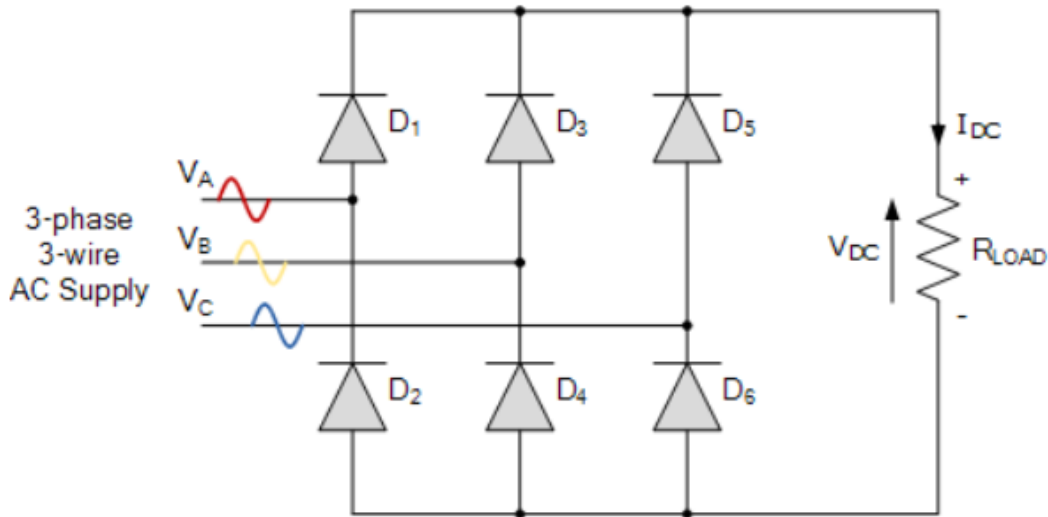 D1 D3 D5
IDC
VA
+
3-phase
3-wire
AC Supply
VB
VDC
RLOAD
VC
-
D2 D4 D6